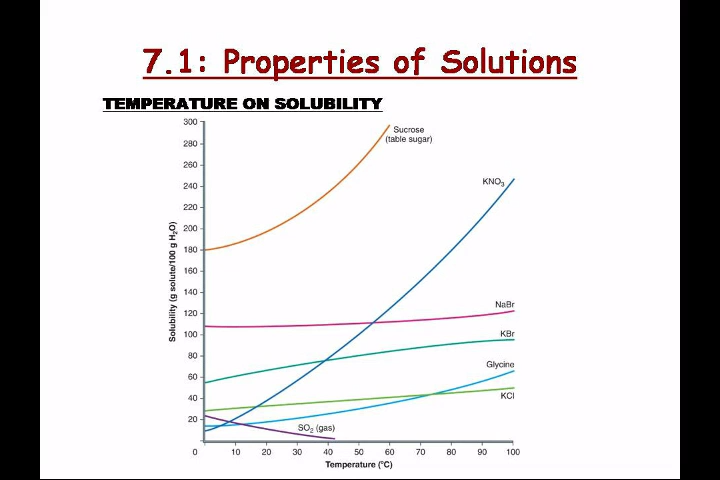 7.1: Properties of Solutions
TEMPERATURE ON SOLUBILITY
300
280
260
240
220
200
180
160
140
120
100
80
60
40
20
Solubility (g solute/100 g H₂O)
Sucrose
(table sugar)
KNO₃
NaBr
KBr
Glycine
KCl
SO₂ (gas)
0 10 20 30 40 50 60 70 80 90 100
Temperature (°C)